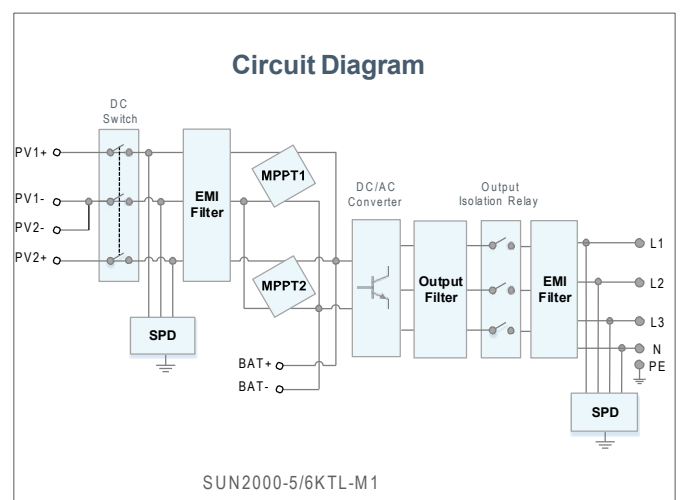 Circuit Diagram
DC
Switch
PV1+
PV1-
PV2-
PV2+
EMI
Filter
SPD
MPPT1
MPPT2
BAT+
BAT-
DC/AC
Converter
Output
Filter
Output
Isolation Relay
EMI
Filter
L1
L2
L3
N
PE
SPD
SUN2000-5/6KTL-M1